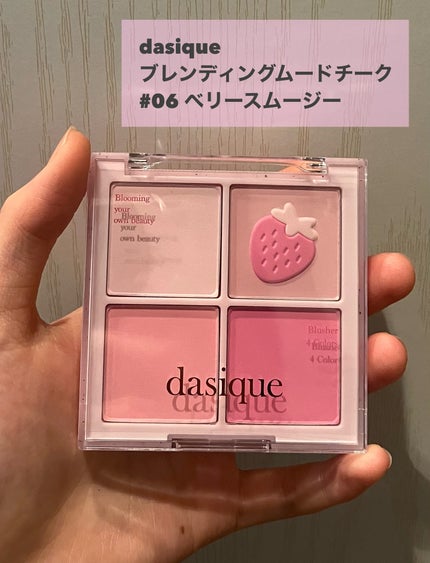 dasique
ブレンディングムードチーク
#06 ベリースムージー
Blooming
your
own beauty
Blusher
4 Color
dasique